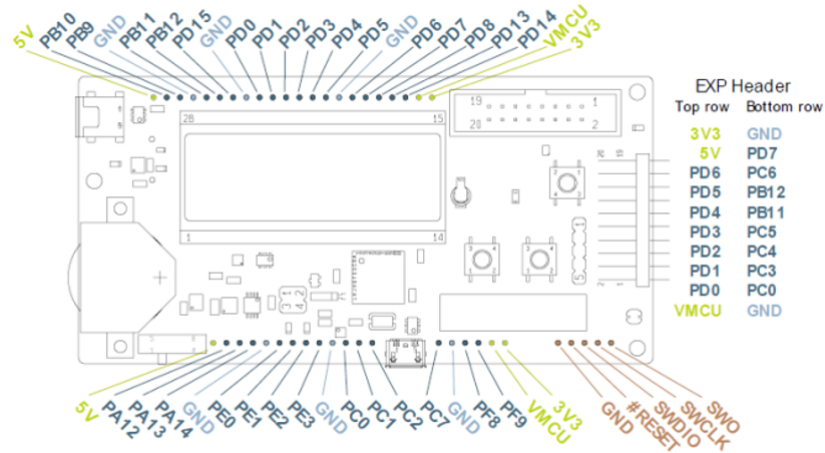 5V PB10 PB9 GND PB11 PB12 PD15 GND PD0 PD1 PD2 PD3 PD4 PD5 GND PD6 PD7 PD8 PD13 PD14 VMCU 3V3
EXP Header
Top row Bottom row
3V3 GND
5V PD7
PD6 PC6
PD5 PB12
PD4 PB11
PD3 PC5
PD2 PC4
PD1 PC3
PD0 PC0
VMCU GND
28 15
19 1
20 2
1 14
5V PA12 PA13 PA14 GND PE0 PE1 PE2 PE3 GND PC0 PC1 PC2 PC7 GND PF8 PF9 VMCU 3V3 GND #RESET SWDIO SWCLK SWO